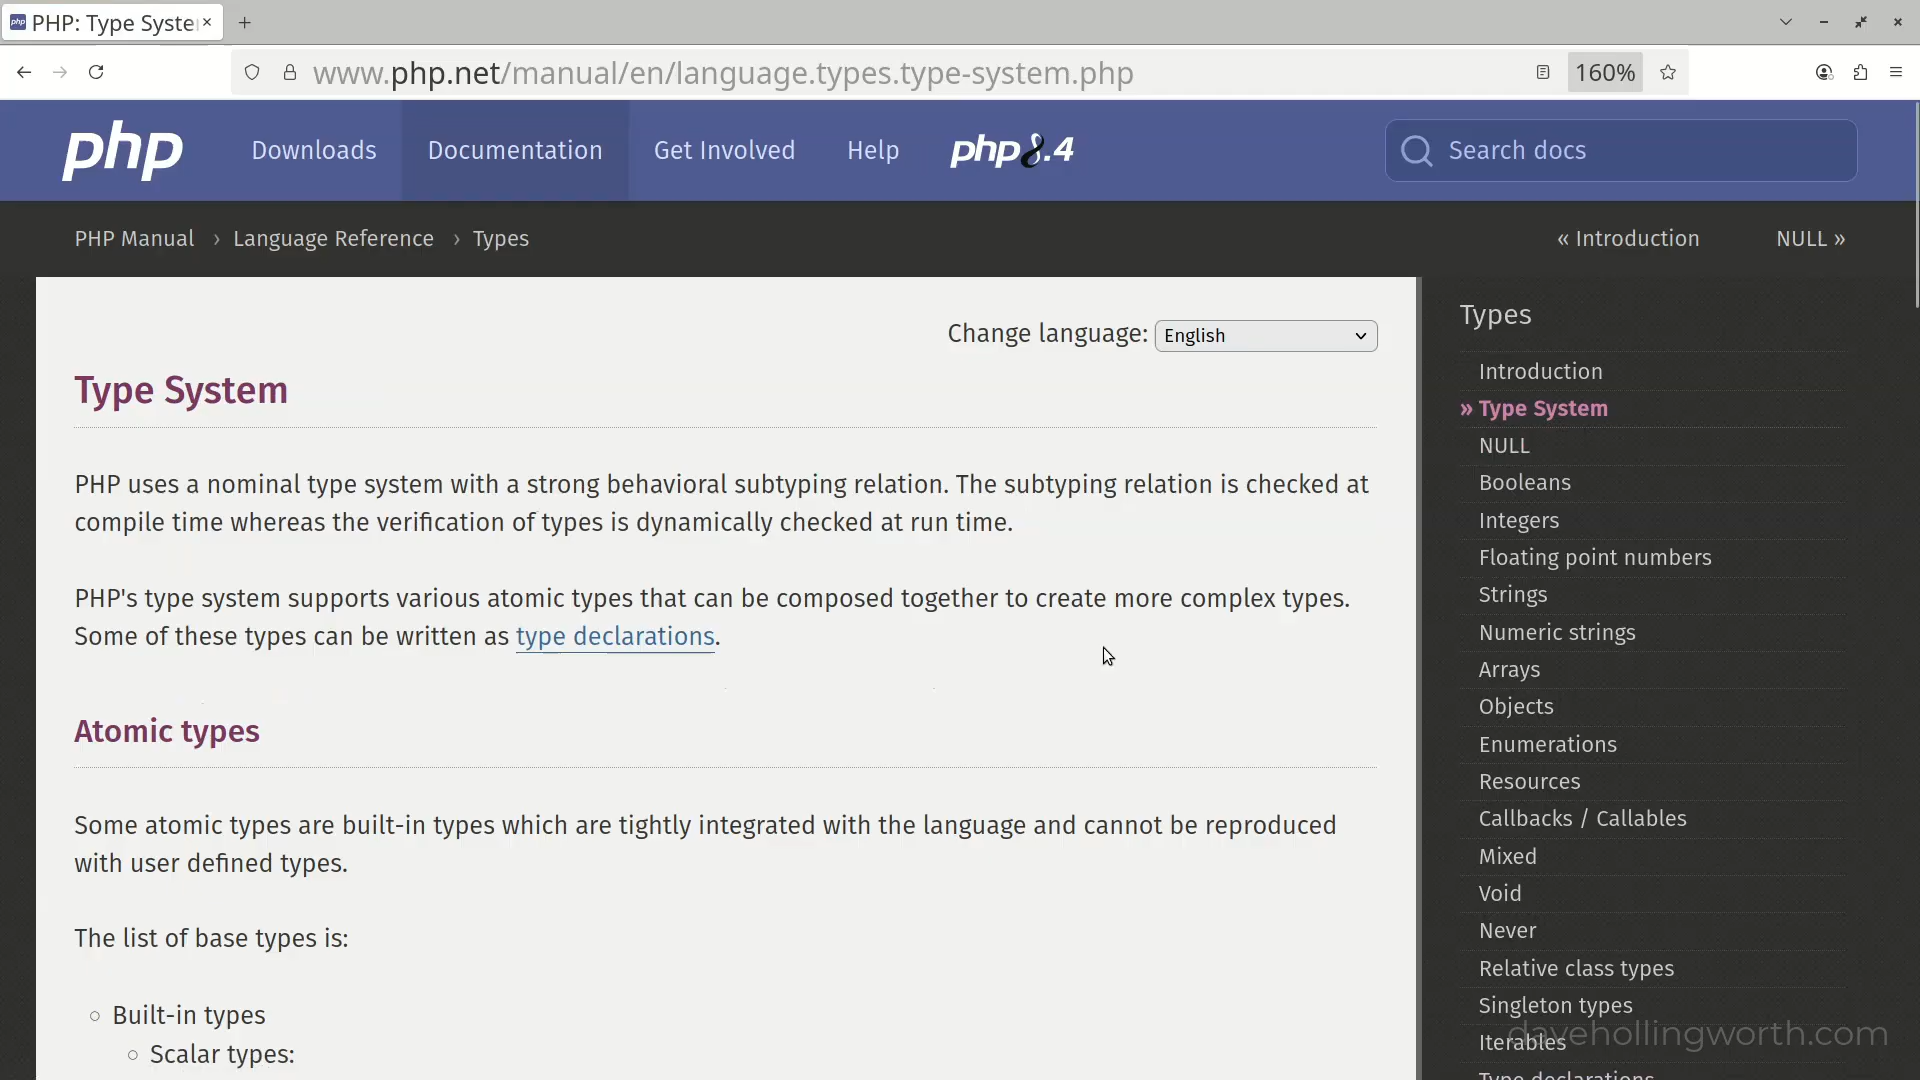 php PHP: Type Syste
www.php.net/manual/en/language.types.type-system.php 160%
php Downloads Documentation Get Involved Help php8.4 Search docs
PHP Manual › Language Reference › Types « Introduction NULL »
Change language: English
Type System
PHP uses a nominal type system with a strong behavioral subtyping relation. The subtyping relation is checked at
compile time whereas the verification of types is dynamically checked at run time.
PHP's type system supports various atomic types that can be composed together to create more complex types.
Some of these types can be written as type declarations.
Atomic types
Some atomic types are built-in types which are tightly integrated with the language and cannot be reproduced
with user defined types.
The list of base types is:
Built-in types
Scalar types:
Types
Introduction
» Type System
NULL
Booleans
Integers
Floating point numbers
Strings
Numeric strings
Arrays
Objects
Enumerations
Resources
Callbacks / Callables
Mixed
Void
Never
Relative class types
Singleton types
Iterables
Type declarations
davehollingworth.com